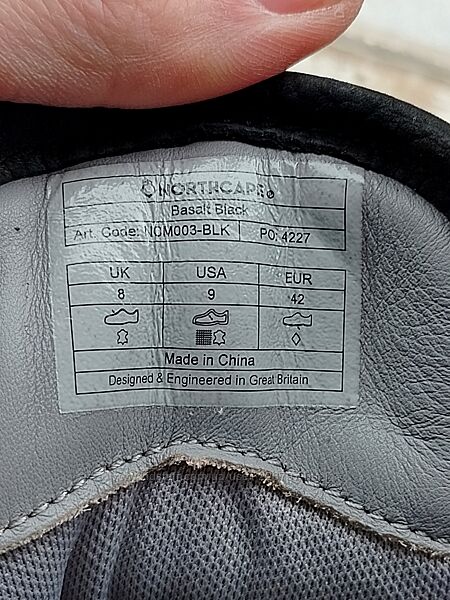 NORTHCAPE®
Basalt Black
Art. Code: NOM003-BLK PO: 4227
UK USA EUR
8 9 42
Made in China
Designed & Engineered in Great Britain